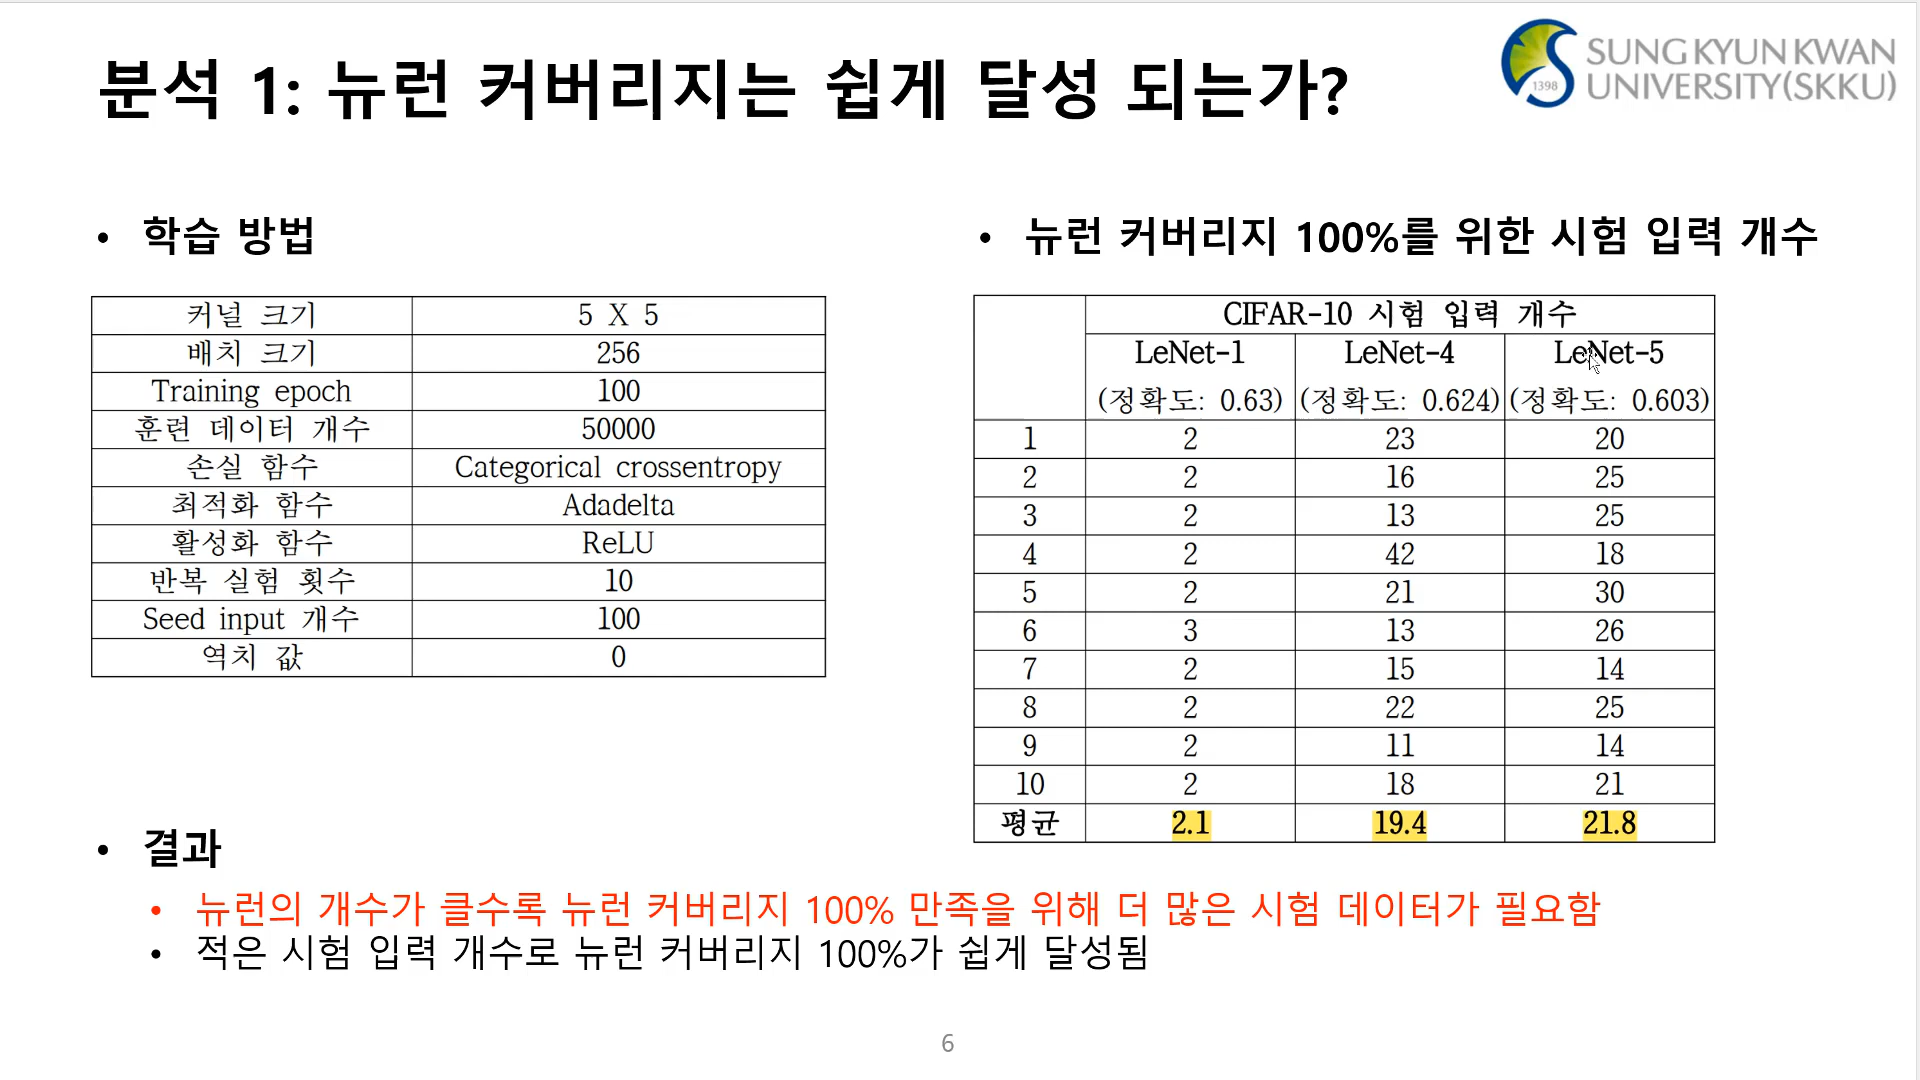 분석 1: 뉴런 커버리지는 쉽게 달성 되는가?
1398
SUNGKYUNKWAN
UNIVERSITY(SKKU)
• 학습 방법
커널 크기 5 X 5
배치 크기 256
Training epoch 100
훈련 데이터 개수 50000
손실 함수 Categorical crossentropy
최적화 함수 Adadelta
활성화 함수 ReLU
반복 실험 횟수 10
Seed input 개수 100
역치 값 0
• 뉴런 커버리지 100%를 위한 시험 입력 개수
CIFAR-10 시험 입력 개수
LeNet-1 LeNet-4 LeNet-5
(정확도: 0.63) (정확도: 0.624) (정확도: 0.603)
1 2 23 20
2 2 16 25
3 2 13 25
4 2 42 18
5 2 21 30
6 3 13 26
7 2 15 14
8 2 22 25
9 2 11 14
10 2 18 21
평균 2.1 19.4 21.8
• 결과
• 뉴런의 개수가 클수록 뉴런 커버리지 100% 만족을 위해 더 많은 시험 데이터가 필요함
• 적은 시험 입력 개수로 뉴런 커버리지 100%가 쉽게 달성됨
6